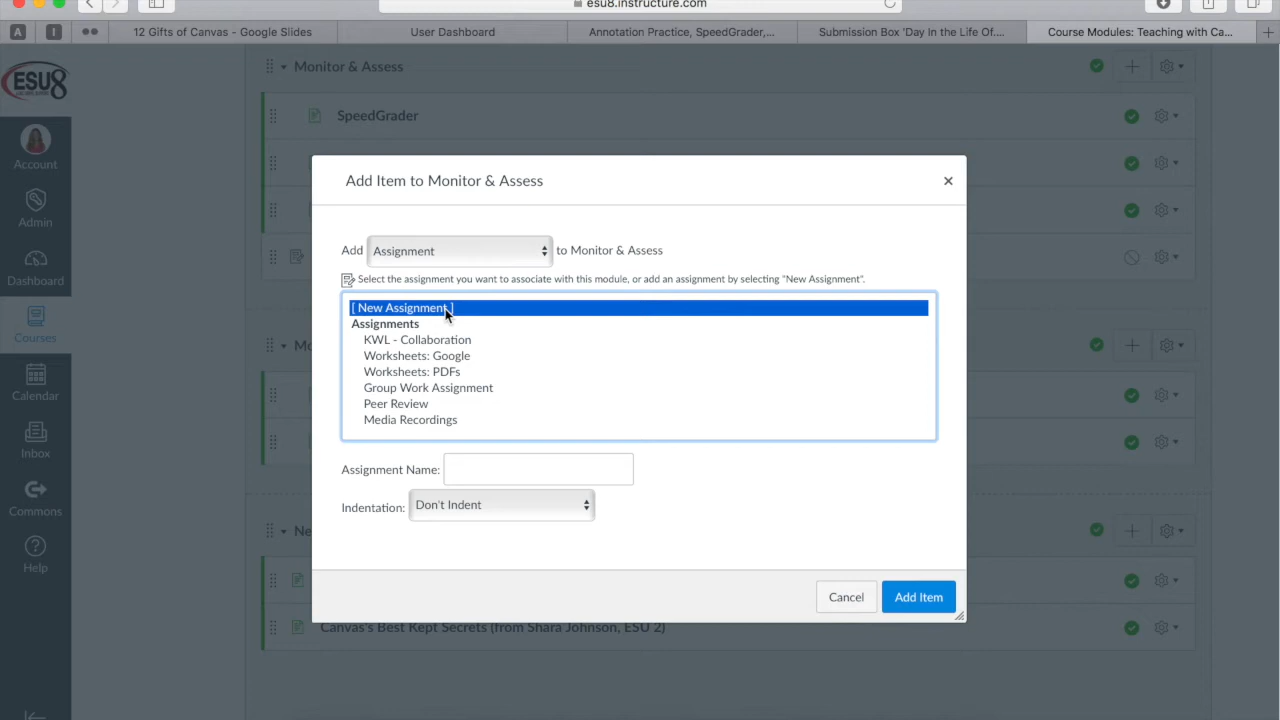 esu8.instructure.com
A
I
12 Gifts of Canvas - Google Slides
User Dashboard
Annotation Practice, SpeedGrader,...
Submission Box 'Day In the Life Of....
Course Modules: Teaching with Ca...
ESU8
Account
Admin
Dashboard
Courses
Calendar
Inbox
Commons
Help
Monitor & Assess
SpeedGrader
Add Item to Monitor & Assess
Add Assignment to Monitor & Assess
Select the assignment you want to associate with this module, or add an assignment by selecting "New Assignment".
[ New Assignment ]
Assignments
KWL - Collaboration
Worksheets: Google
Worksheets: PDFs
Group Work Assignment
Peer Review
Media Recordings
Assignment Name:
Indentation: Don't Indent
Cancel
Add Item
Mo
Ne
Canvas's Best Kept Secrets (from Shara Johnson, ESU 2)